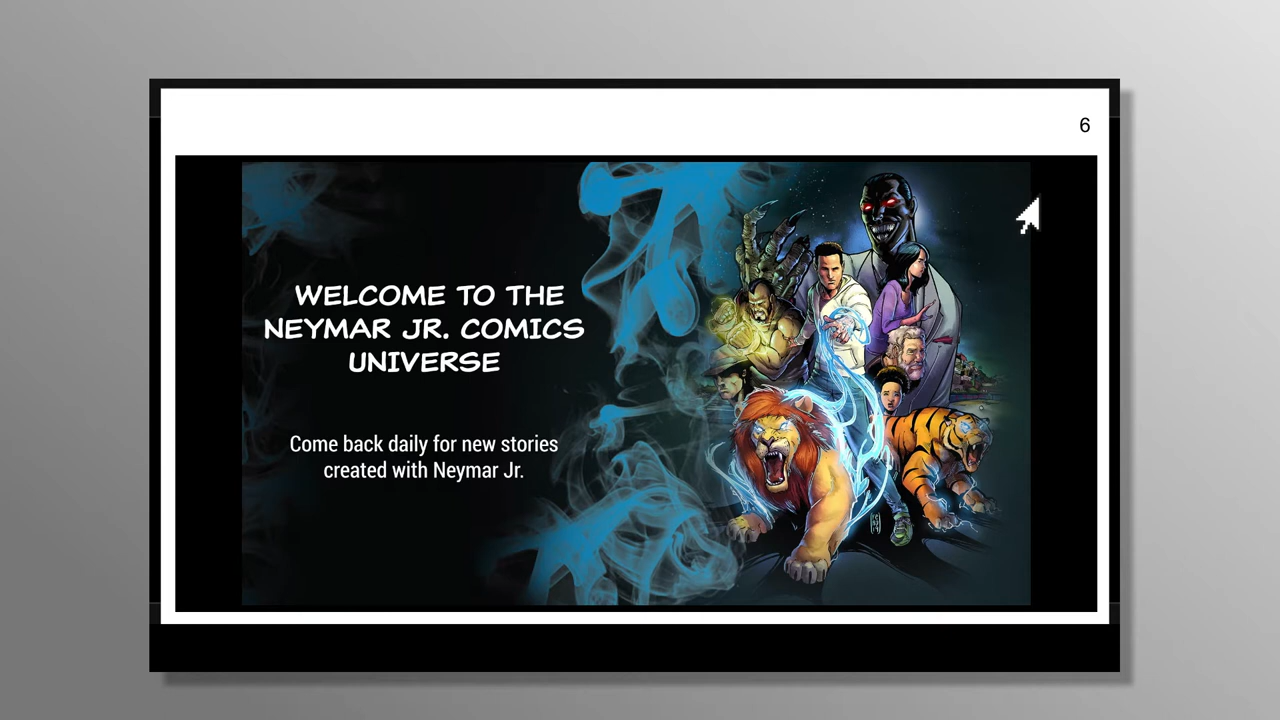 6
WELCOME TO THE
NEYMAR JR. COMICS
UNIVERSE
Come back daily for new stories
created with Neymar Jr.